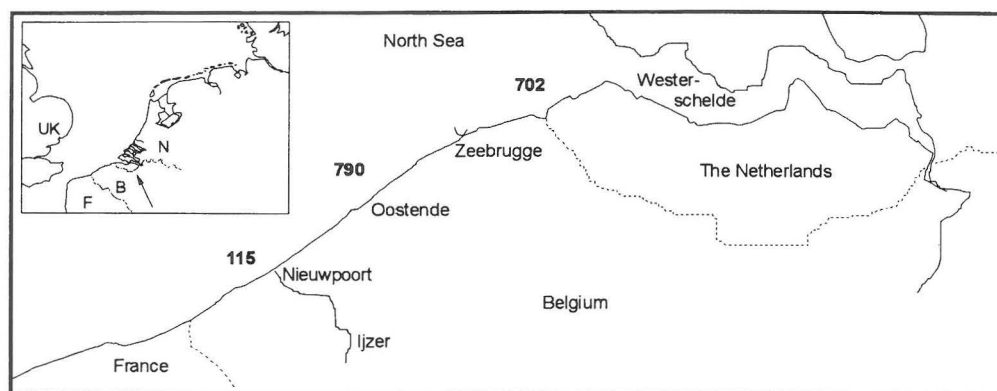 North Sea
UK
N
B
F
702
Wester-
schelde
790
Zeebrugge
The Netherlands
Oostende
115
Nieuwpoort
Belgium
Ijzer
France